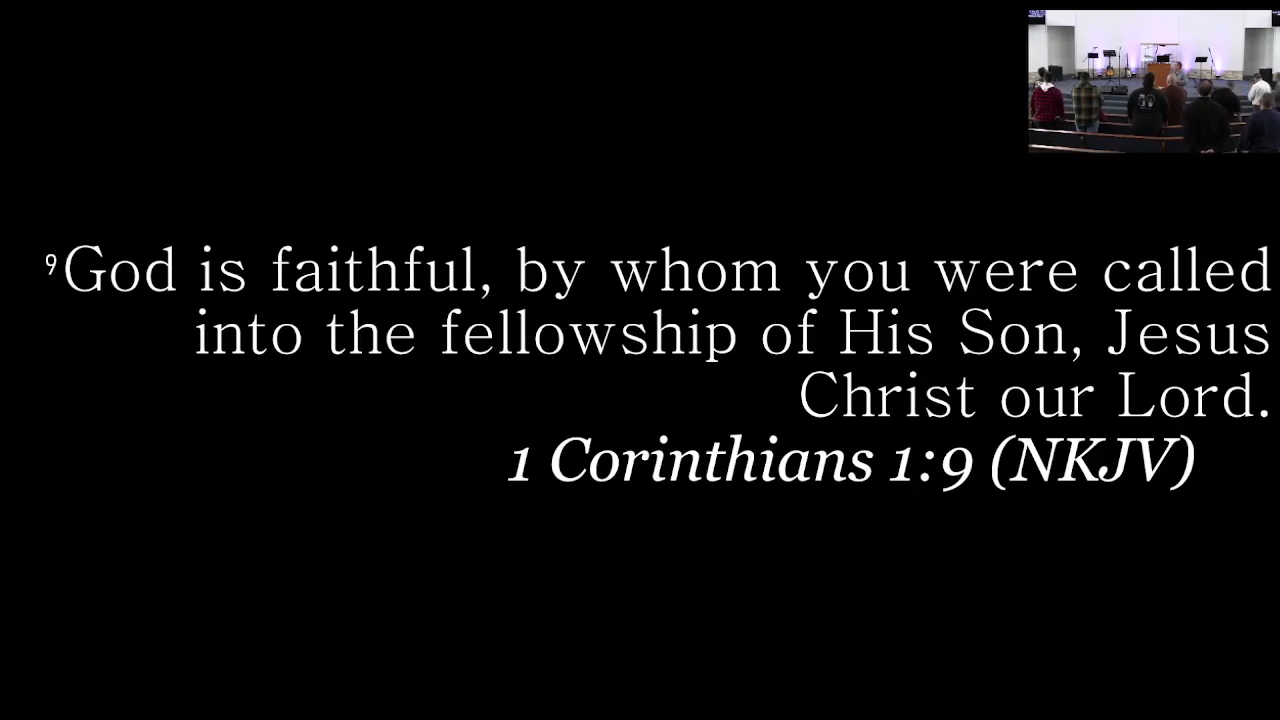 ⁹God is faithful, by whom you were called
into the fellowship of His Son, Jesus
Christ our Lord.
1 Corinthians 1:9 (NKJV)